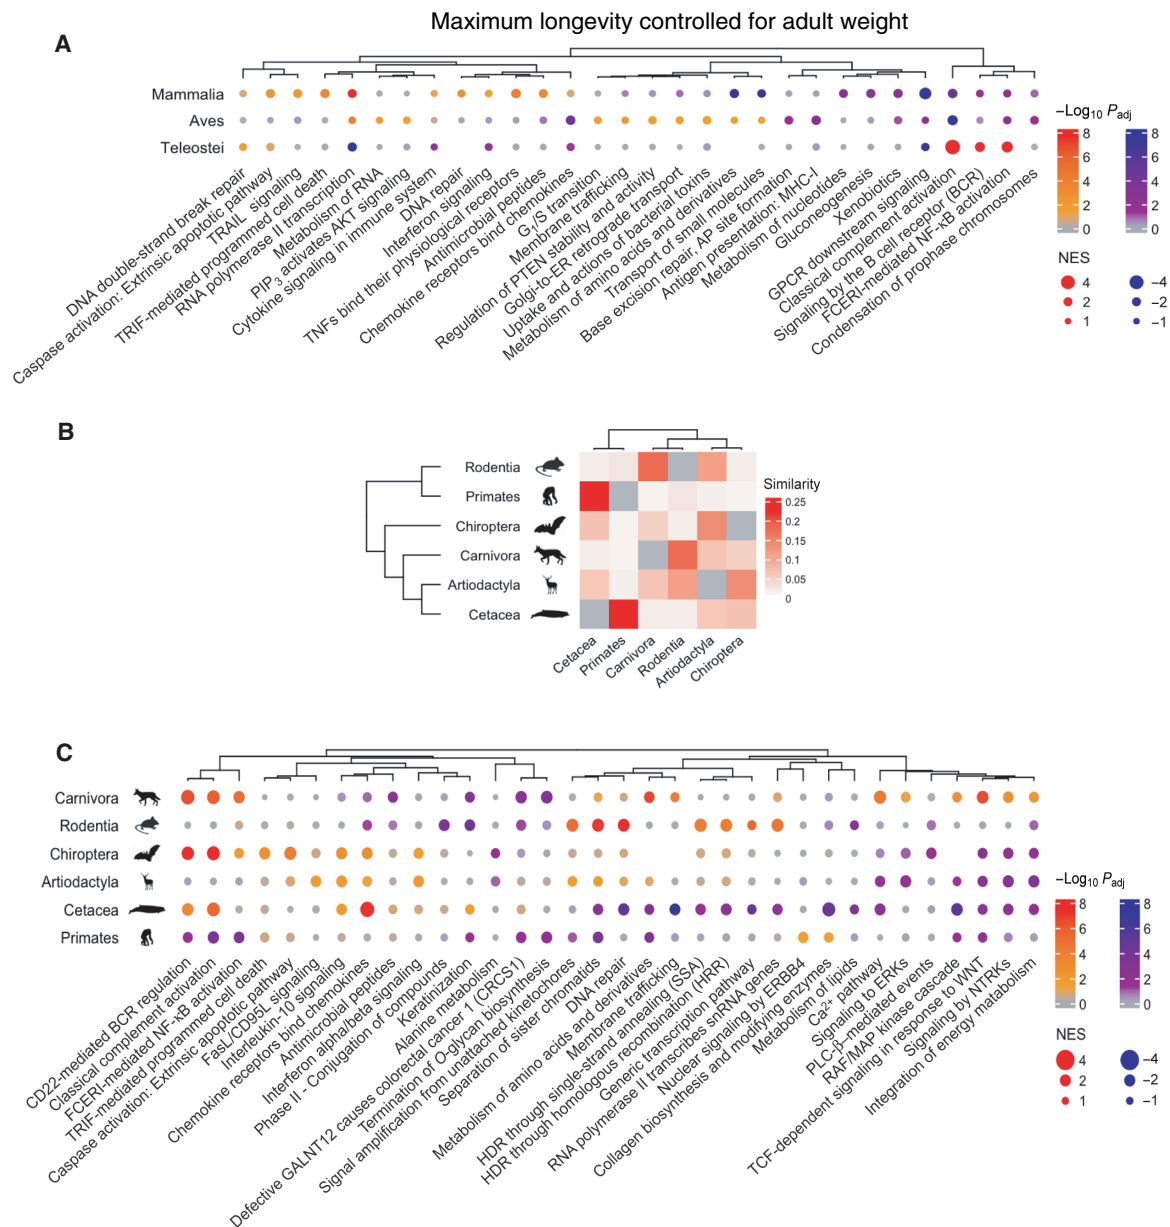 Maximum longevity controlled for adult weight
A
Mammalia
Aves
Teleostei
DNA double-strand break repair
Caspase activation: Extrinsic apoptotic pathway
TRAIL signaling
TRIF-mediated programmed cell death
RNA polymerase II transcription
Metabolism of RNA
PIP3 activates AKT signaling
Cytokine signaling in immune system
DNA repair
Interferon signaling
TNFs bind their physiological receptors
Antimicrobial peptides
Chemokine receptors bind chemokines
G1/S transition
Membrane trafficking
Regulation of PTEN stability and activity
Golgi-to-ER retrograde transport
Uptake and actions of bacterial toxins
Metabolism of amino acids and derivatives
Transport of small molecules
Base excision repair, AP site formation
Antigen presentation: MHC-I
Metabolism of nucleotides
Gluconeogenesis
Xenobiotics
GPCR downstream signaling
Classical complement activation
Signaling by the B cell receptor (BCR)
FCERI-mediated NF-κB activation
Condensation of prophase chromosomes
−Log10 Padj
8 8
6 6
4 4
2 2
0 0
NES
4 −4
2 −2
1 −1
B
Rodentia
Primates
Chiroptera
Carnivora
Artiodactyla
Cetacea
Cetacea
Primates
Carnivora
Rodentia
Artiodactyla
Chiroptera
Similarity
0.25
0.2
0.15
0.1
0.05
0
C
Carnivora
Rodentia
Chiroptera
Artiodactyla
Cetacea
Primates
CD22-mediated BCR regulation
Classical complement activation
FCERI-mediated NF-κB activation
TRIF-mediated programmed cell death
Caspase activation: Extrinsic apoptotic pathway
FasL/CD95L signaling
Interleukin-10 signaling
Chemokine receptors bind chemokines
Antimicrobial peptides
Interferon alpha/beta signaling
Phase II - Conjugation of compounds
Keratinization
Alanine metabolism
Defective GALNT12 causes colorectal cancer 1 (CRCS1)
Termination of O-glycan biosynthesis
Signal amplification from unattached kinetochores
Separation of sister chromatids
DNA repair
Metabolism of amino acids and derivatives
Membrane trafficking
HDR through single-strand annealing (SSA)
HDR through homologous recombination (HRR)
Generic transcription pathway
RNA polymerase II transcribes snRNA genes
Nuclear signaling by ERBB4
Collagen biosynthesis and modifying enzymes
Metabolism of lipids
Ca2+ pathway
Signaling to ERKs
PLC-β-mediated events
RAF/MAP kinase cascade
TCF-dependent signaling in response to WNT
Signaling by NTRKs
Integration of energy metabolism
−Log10 Padj
8 8
6 6
4 4
2 2
0 0
NES
4 −4
2 −2
1 −1